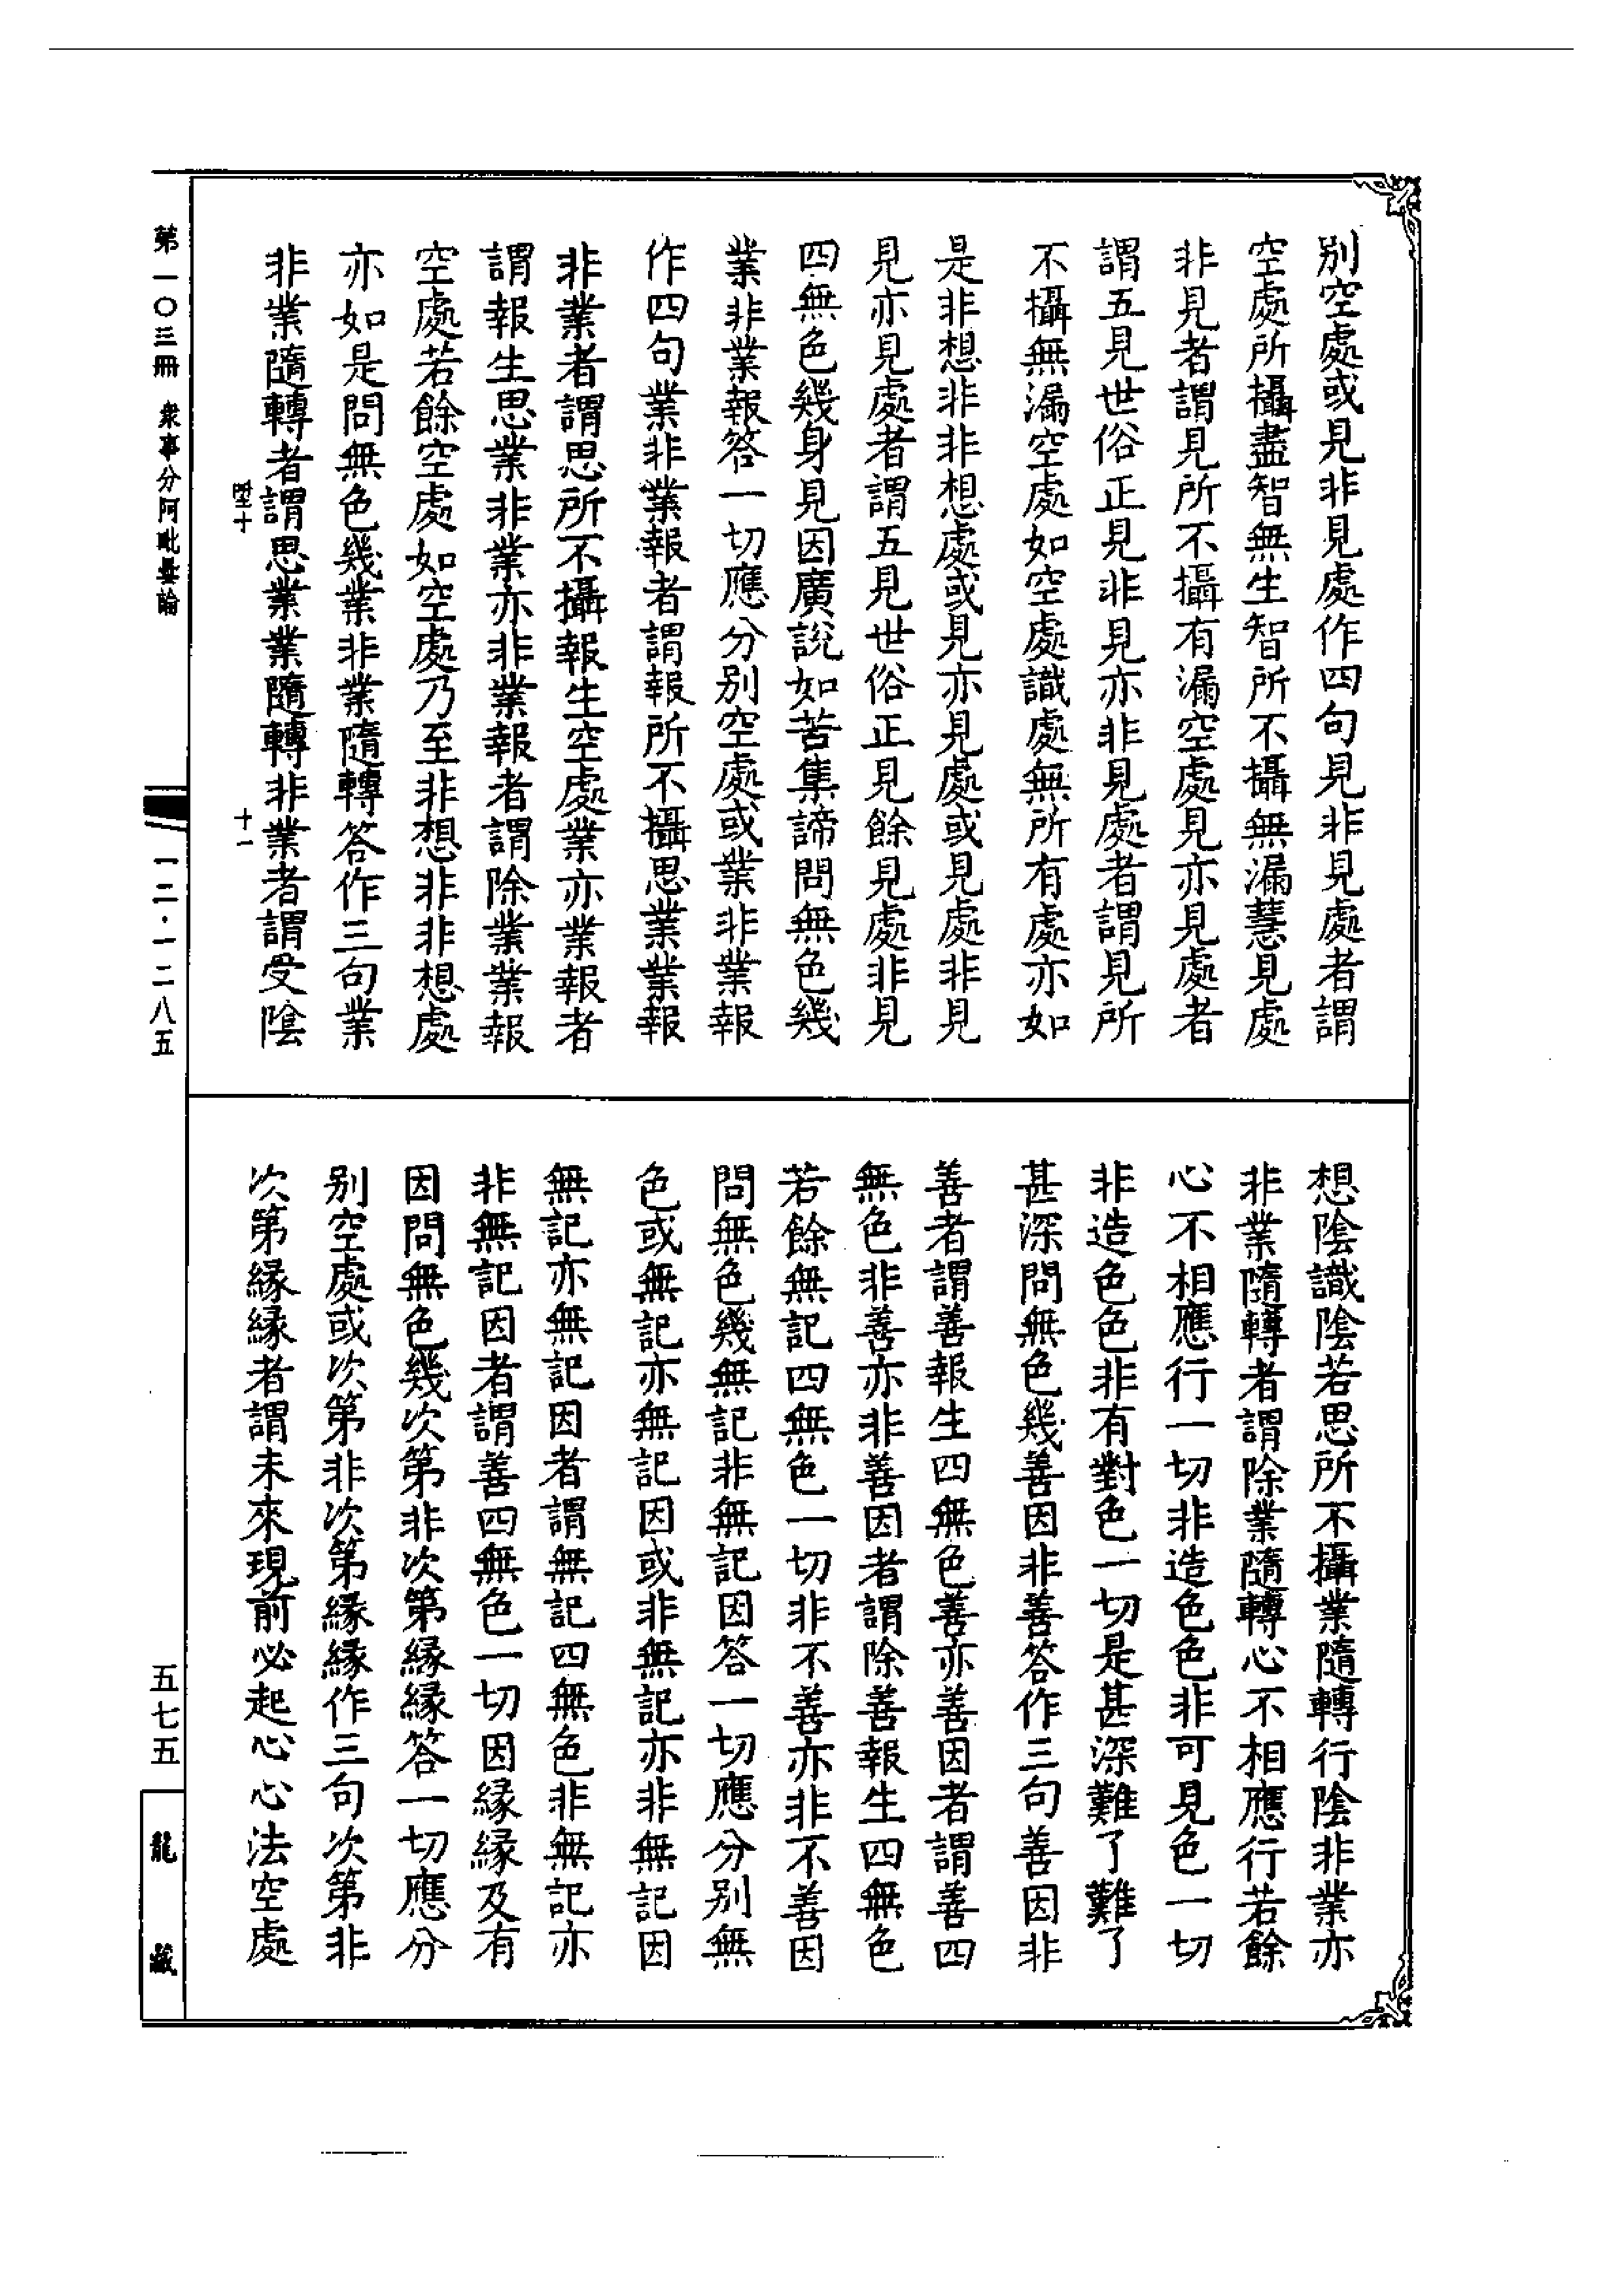 别空處或見非見處作四句見非見處者謂
空處所攝盡智無生智所不攝無漏慧見處
非見者謂見所不攝有漏空處見亦見處者
謂五見世俗正見非見亦非見處者謂見所
不攝無漏空處如空處識處無所有處亦如
是非想非非想處或見亦見處或見處非見
見亦見處者謂五見世俗正見餘見處非見
四無色幾身見因廣說如苦集諦問無色幾
業非業報答一切應分别空處或業非業報
作四句業非業報者謂報所不攝思業業報
非業者謂思所不攝報生空處業亦業報者
謂報生思業非業亦非業報者謂除業業報
空處若餘空處如空處乃至非想非非想處
亦如是問無色幾業非業隨轉答作三句業
非業隨轉者謂思業業隨轉非業者謂受陰
十一
想陰識陰若思所不攝業隨轉行陰非業亦
非業隨轉者謂除業隨轉心不相應行若餘
心不相應行一切非造色色非可見色一切
非造色色非有對色一切是甚深難了難了
甚深問無色幾善因非善答作三句善因非
善者謂善報生四無色善亦善因者謂善四
無色非善亦非善因者謂除善報生四無色
若餘無記四無色一切非不善亦非不善因
問無色幾無記非無記因答一切應分别無
色或無記亦無記因或非無記亦非無記因
無記亦無記因者謂無記四無色非無記亦
非無記因者謂善四無色一切因緣緣及有
因問無色幾次第非次第緣緣答一切應分
别空處或次第非次第緣緣作三句次第非
次第緣緣者謂未來現前必起心心法空處
第一〇三冊 衆事分阿毗曇論
一二·一二八五
五七五
龍藏